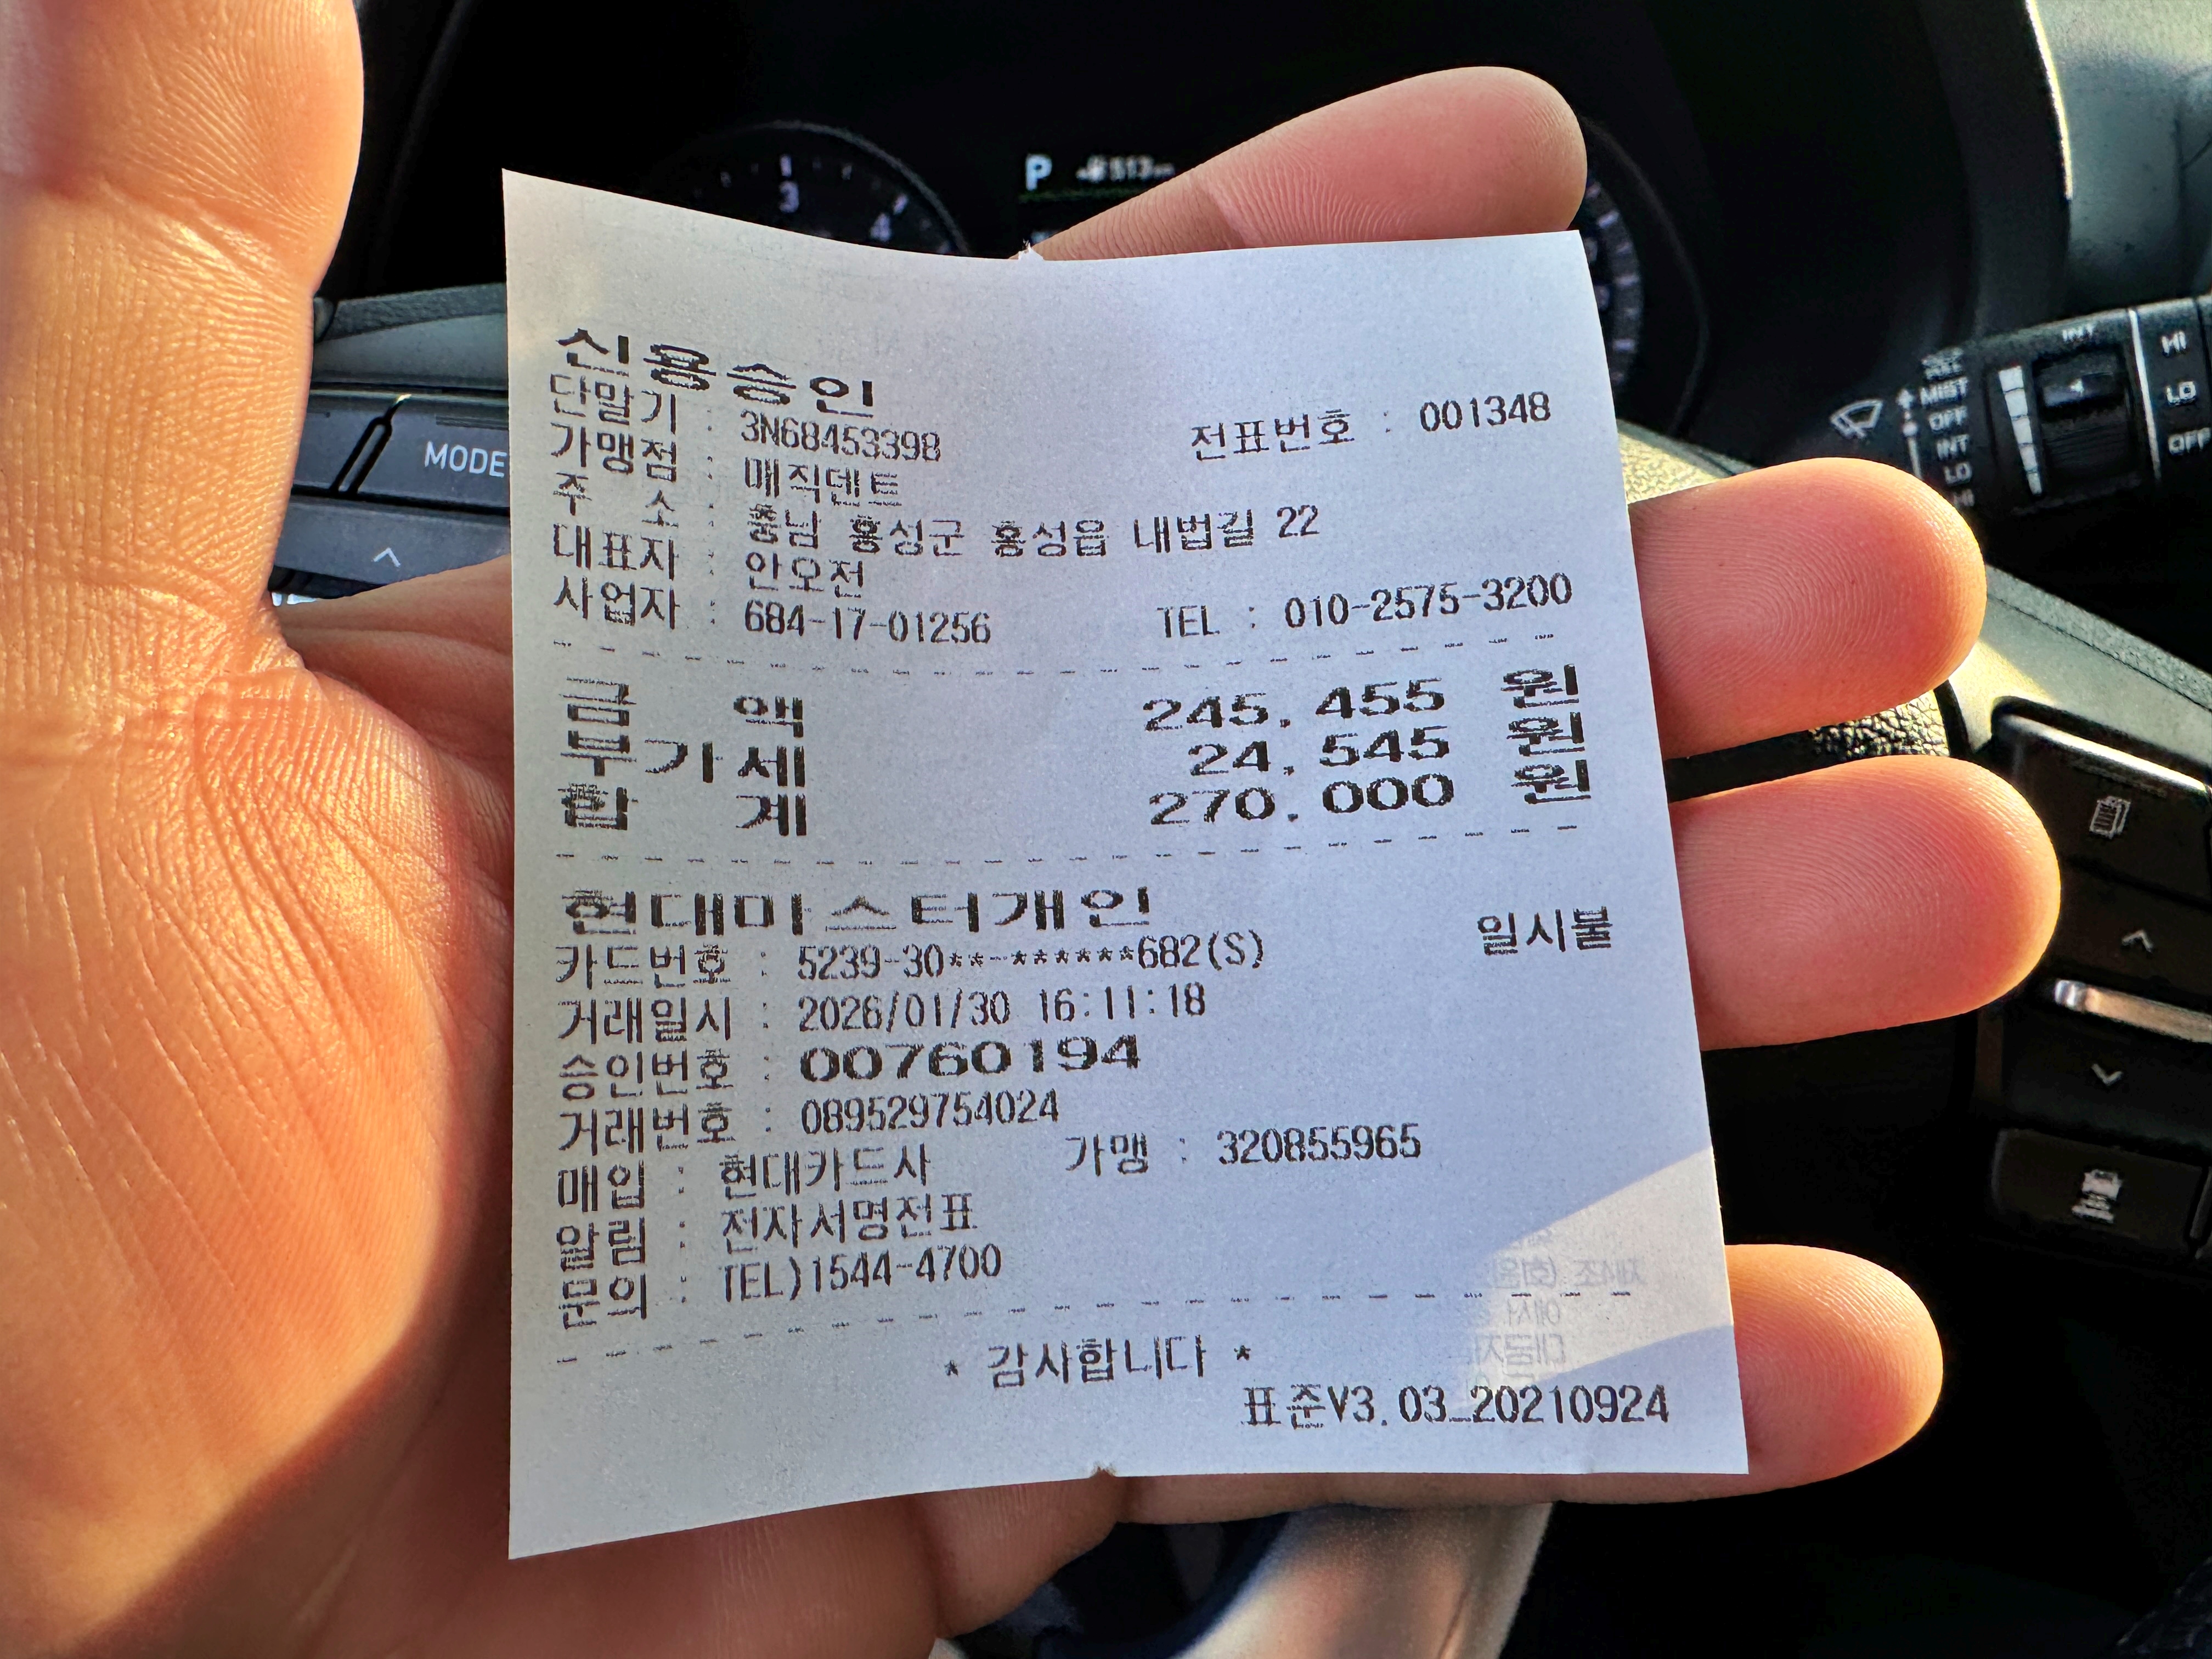 P 513
1
3
4
MODE
INT
HI
LO
OFF
MIST
OFF
INT
LO
HI
신용승인
단말기 : 3N68453398 전표번호 : 001348
가맹점 : 매직덴트
주 소 : 충남 홍성군 홍성읍 내법길 22
대표자 : 안오전
사업자 : 684-17-01256 TEL : 010-2575-3200
금 액 245,455 원
부가세 24,545 원
합 계 270,000 원
현대마스터개인
카드번호 : 5239-30**-******682(S) 일시불
거래일시 : 2026/01/30 16:11:18
승인번호 : 00760194
거래번호 : 089529754024
매입 : 현대카드사 가맹 : 320855965
알림 : 전자서명전표
문의 : TEL)1544-4700
* 감사합니다 *
표준V3.03_20210924